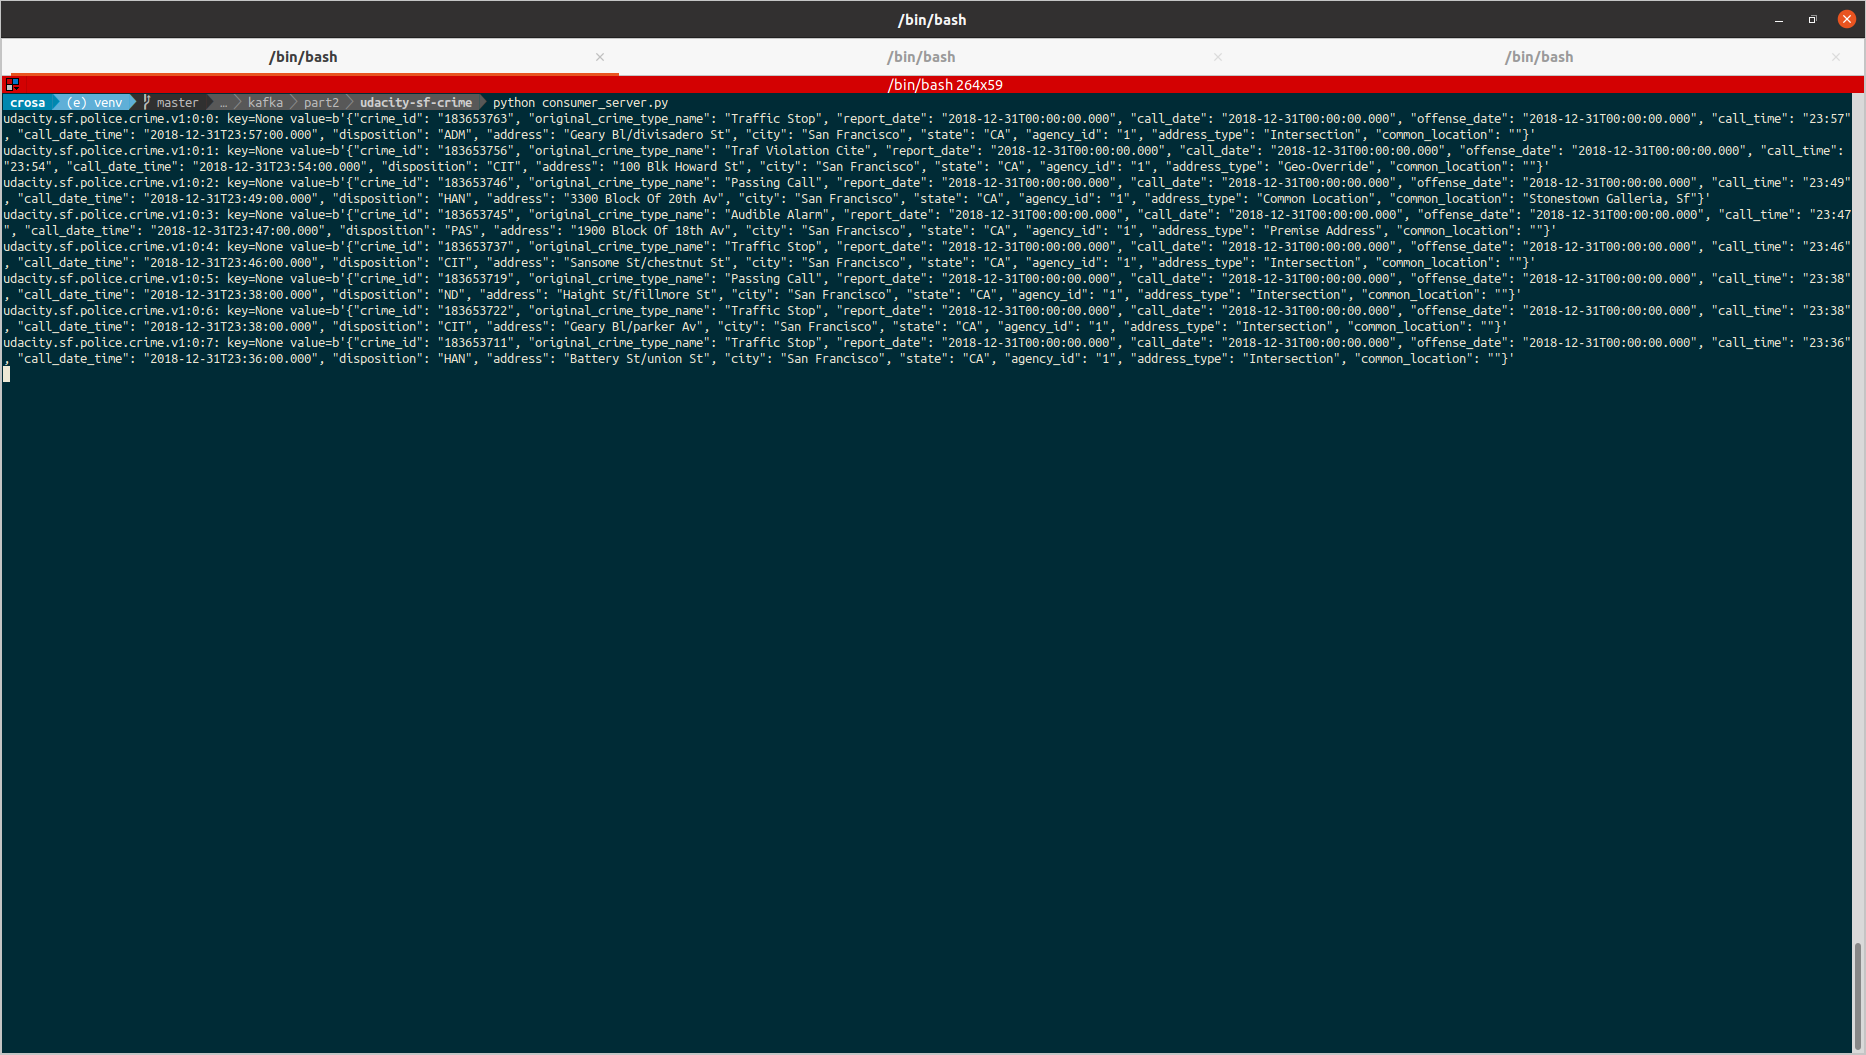 /bin/bash
/bin/bash /bin/bash /bin/bash
/bin/bash 264x59
crosa (e) venv master … kafka part2 udacity-sf-crime python consumer_server.py
udacity.sf.police.crime.v1:0:0: key=None value=b'{"crime_id": "183653763", "original_crime_type_name": "Traffic Stop", "report_date": "2018-12-31T00:00:00.000", "call_date": "2018-12-31T00:00:00.000", "offense_date": "2018-12-31T00:00:00.000", "call_time": "23:57"
, "call_date_time": "2018-12-31T23:57:00.000", "disposition": "ADM", "address": "Geary Bl/divisadero St", "city": "San Francisco", "state": "CA", "agency_id": "1", "address_type": "Intersection", "common_location": ""}'
udacity.sf.police.crime.v1:0:1: key=None value=b'{"crime_id": "183653756", "original_crime_type_name": "Traf Violation Cite", "report_date": "2018-12-31T00:00:00.000", "call_date": "2018-12-31T00:00:00.000", "offense_date": "2018-12-31T00:00:00.000", "call_time":
"23:54", "call_date_time": "2018-12-31T23:54:00.000", "disposition": "CIT", "address": "100 Blk Howard St", "city": "San Francisco", "state": "CA", "agency_id": "1", "address_type": "Geo-Override", "common_location": ""}'
udacity.sf.police.crime.v1:0:2: key=None value=b'{"crime_id": "183653746", "original_crime_type_name": "Passing Call", "report_date": "2018-12-31T00:00:00.000", "call_date": "2018-12-31T00:00:00.000", "offense_date": "2018-12-31T00:00:00.000", "call_time": "23:49"
, "call_date_time": "2018-12-31T23:49:00.000", "disposition": "HAN", "address": "3300 Block Of 20th Av", "city": "San Francisco", "state": "CA", "agency_id": "1", "address_type": "Common Location", "common_location": "Stonestown Galleria, Sf"}'
udacity.sf.police.crime.v1:0:3: key=None value=b'{"crime_id": "183653745", "original_crime_type_name": "Audible Alarm", "report_date": "2018-12-31T00:00:00.000", "call_date": "2018-12-31T00:00:00.000", "offense_date": "2018-12-31T00:00:00.000", "call_time": "23:47
", "call_date_time": "2018-12-31T23:47:00.000", "disposition": "PAS", "address": "1900 Block Of 18th Av", "city": "San Francisco", "state": "CA", "agency_id": "1", "address_type": "Premise Address", "common_location": ""}'
udacity.sf.police.crime.v1:0:4: key=None value=b'{"crime_id": "183653737", "original_crime_type_name": "Traffic Stop", "report_date": "2018-12-31T00:00:00.000", "call_date": "2018-12-31T00:00:00.000", "offense_date": "2018-12-31T00:00:00.000", "call_time": "23:46"
, "call_date_time": "2018-12-31T23:46:00.000", "disposition": "CIT", "address": "Sansome St/chestnut St", "city": "San Francisco", "state": "CA", "agency_id": "1", "address_type": "Intersection", "common_location": ""}'
udacity.sf.police.crime.v1:0:5: key=None value=b'{"crime_id": "183653719", "original_crime_type_name": "Passing Call", "report_date": "2018-12-31T00:00:00.000", "call_date": "2018-12-31T00:00:00.000", "offense_date": "2018-12-31T00:00:00.000", "call_time": "23:38"
, "call_date_time": "2018-12-31T23:38:00.000", "disposition": "ND", "address": "Haight St/fillmore St", "city": "San Francisco", "state": "CA", "agency_id": "1", "address_type": "Intersection", "common_location": ""}'
udacity.sf.police.crime.v1:0:6: key=None value=b'{"crime_id": "183653722", "original_crime_type_name": "Traffic Stop", "report_date": "2018-12-31T00:00:00.000", "call_date": "2018-12-31T00:00:00.000", "offense_date": "2018-12-31T00:00:00.000", "call_time": "23:38"
, "call_date_time": "2018-12-31T23:38:00.000", "disposition": "CIT", "address": "Geary Bl/parker Av", "city": "San Francisco", "state": "CA", "agency_id": "1", "address_type": "Intersection", "common_location": ""}'
udacity.sf.police.crime.v1:0:7: key=None value=b'{"crime_id": "183653711", "original_crime_type_name": "Traffic Stop", "report_date": "2018-12-31T00:00:00.000", "call_date": "2018-12-31T00:00:00.000", "offense_date": "2018-12-31T00:00:00.000", "call_time": "23:36"
, "call_date_time": "2018-12-31T23:36:00.000", "disposition": "HAN", "address": "Battery St/union St", "city": "San Francisco", "state": "CA", "agency_id": "1", "address_type": "Intersection", "common_location": ""}'